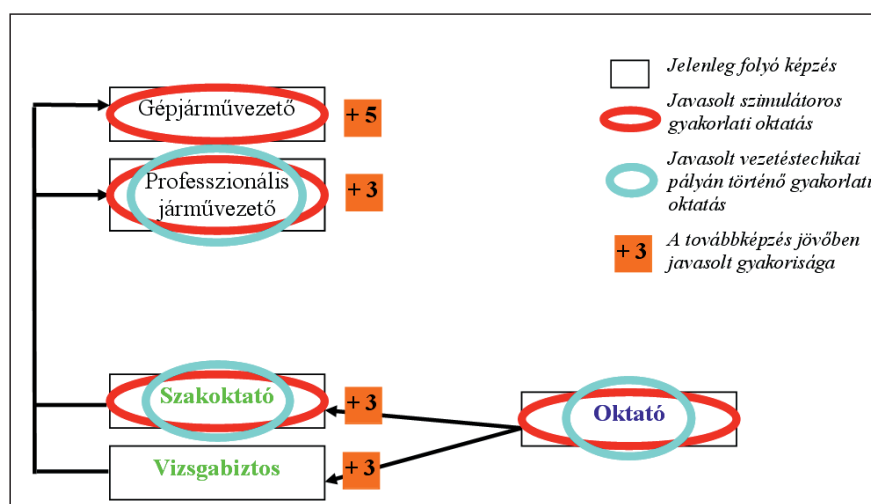 Gépjárművezető
+ 5
Professzionális
járművezető
+ 3
Szakoktató
+ 3
Vizsgabiztos
+ 3
Oktató
Jelenleg folyó képzés
Javasolt szimulátoros
gyakorlati oktatás
Javasolt vezetéstechikai
pályán történő gyakorlati
oktatás
+ 3
A továbbképzés jövőben
javasolt gyakorisága